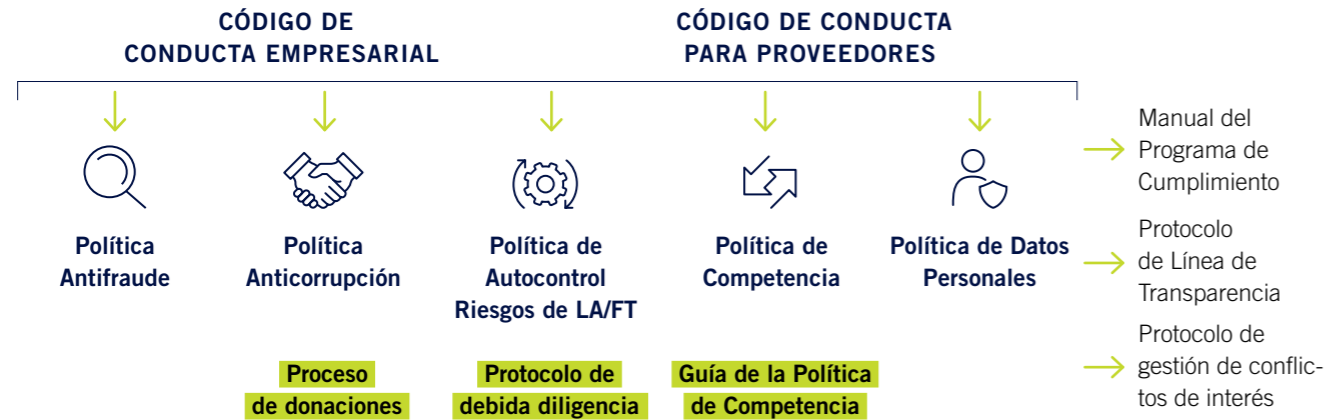 CÓDIGO DE
CONDUCTA EMPRESARIAL
CÓDIGO DE CONDUCTA
PARA PROVEEDORES
Política
Antifraude
Política
Anticorrupción
Política de
Autocontrol
Riesgos de LA/FT
Política de
Competencia
Política de Datos
Personales
Proceso
de donaciones
Protocolo de
debida diligencia
Guía de la Política
de Competencia
Manual del
Programa de
Cumplimiento
Protocolo
de Línea de
Transparencia
Protocolo de
gestión de conflic-
tos de interés